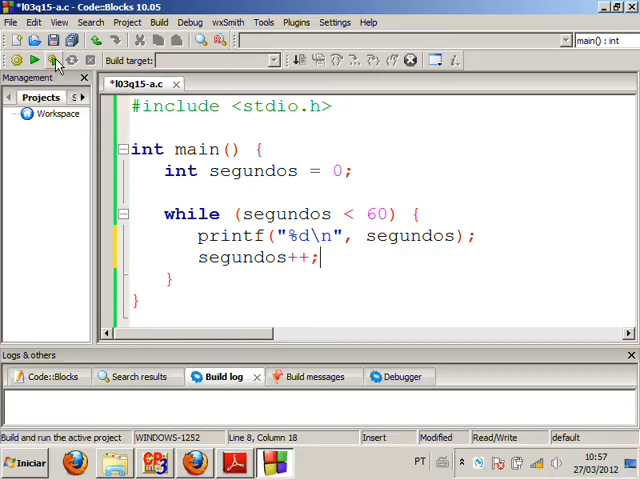 *l03q15-a.c - Code::Blocks 10.05
File Edit View Search Project Build Debug wxSmith Tools Plugins Settings Help
main() : int
Build target:
Management
Projects S
Workspace
*l03q15-a.c
#include <stdio.h>
int main() {
int segundos = 0;
while (segundos < 60) {
printf("%d\n", segundos);
segundos++;
}
}
Logs & others
Code::Blocks Search results Build log Build messages Debugger
Build and run the active project WINDOWS-1252 Line 8, Column 18 Insert Modified Read/Write default
Iniciar PT 10:57
27/03/2012